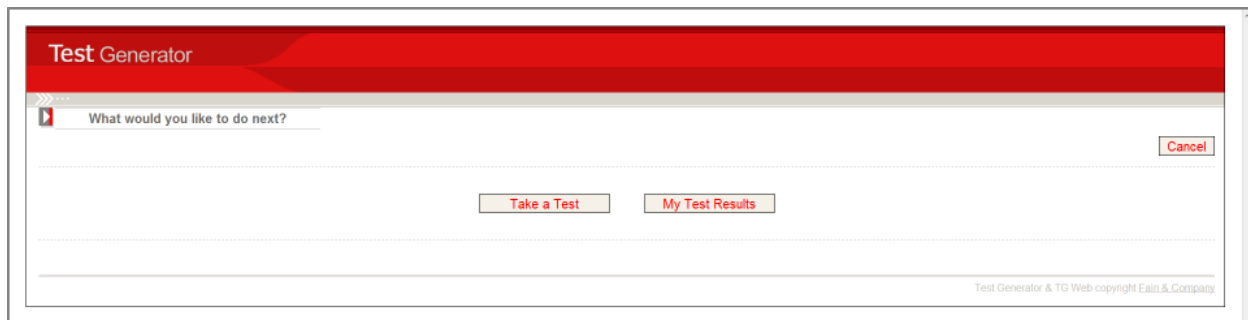 Test Generator
What would you like to do next?
Cancel
Take a Test My Test Results
Test Generator & TG Web copyright Fain & Company